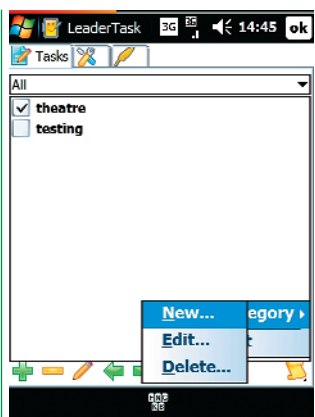 LeaderTask 3G 14:45 ok
Tasks
All
theatre
testing
New... egory
Edit... t
Delete...